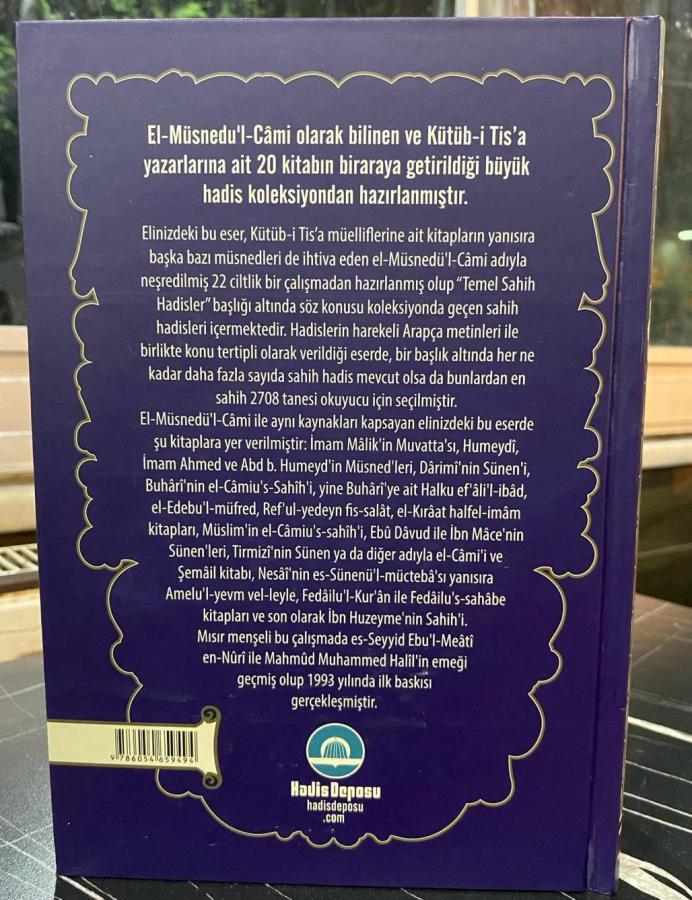 El-Müsnedu'l-Câmi olarak bilinen ve Kütüb-i Tis'a
yazarlarına ait 20 kitabın biraraya getirildiği büyük
hadis koleksiyondan hazırlanmıştır.
Elinizdeki bu eser, Kütüb-i Tis'a müelliflerine ait kitapların yanısıra
başka bazı müsnedleri de ihtiva eden el-Müsnedü'l-Câmi adıyla
neşredilmiş 22 ciltlik bir çalışmadan hazırlanmış olup "Temel Sahih
Hadisler" başlığı altında söz konusu koleksiyonda geçen sahih
hadisleri içermektedir. Hadislerin harekeli Arapça metinleri ile
birlikte konu tertipli olarak verildiği eserde, bir başlık altında her ne
kadar daha fazla sayıda sahih hadis mevcut olsa da bunlardan en
sahih 2708 tanesi okuyucu için seçilmiştir.
El-Müsnedü'l-Câmi ile aynı kaynakları kapsayan elinizdeki bu eserde
şu kitaplara yer verilmiştir: İmam Mâlik'in Muvatta'sı, Humeydî,
İmam Ahmed ve Abd b. Humeyd'in Müsned'leri, Dârimî'nin Sünen'i,
Buhârî'nin el-Câmiu's-Sahîh'i, yine Buhârî'ye ait Halku ef'âli'l-ibâd,
el-Edebu'l-müfred, Ref'ul-yedeyn fis-salât, el-Kırâat halfel-imâm
kitapları, Müslim'in el-Câmiu's-sahîh'i, Ebû Dâvud ile İbn Mâce'nin
Sünen'leri, Tirmizî'nin Sünen ya da diğer adıyla el-Câmi'i ve
Şemâil kitabı, Nesâî'nin es-Sünenü'l-müctebâ'sı yanısıra
Amelu'l-yevm vel-leyle, Fedâilu'l-Kur'ân ile Fedâilu's-sahâbe
kitapları ve son olarak İbn Huzeyme'nin Sahih'i.
Mısır menşeli bu çalışmada es-Seyyid Ebu'l-Meâtî
en-Nûrî ile Mahmûd Muhammed Halîl'in emeği
geçmiş olup 1993 yılında ilk baskısı
gerçekleşmiştir.
9 786054 659494
HadisDeposu
hadisdeposu
.com